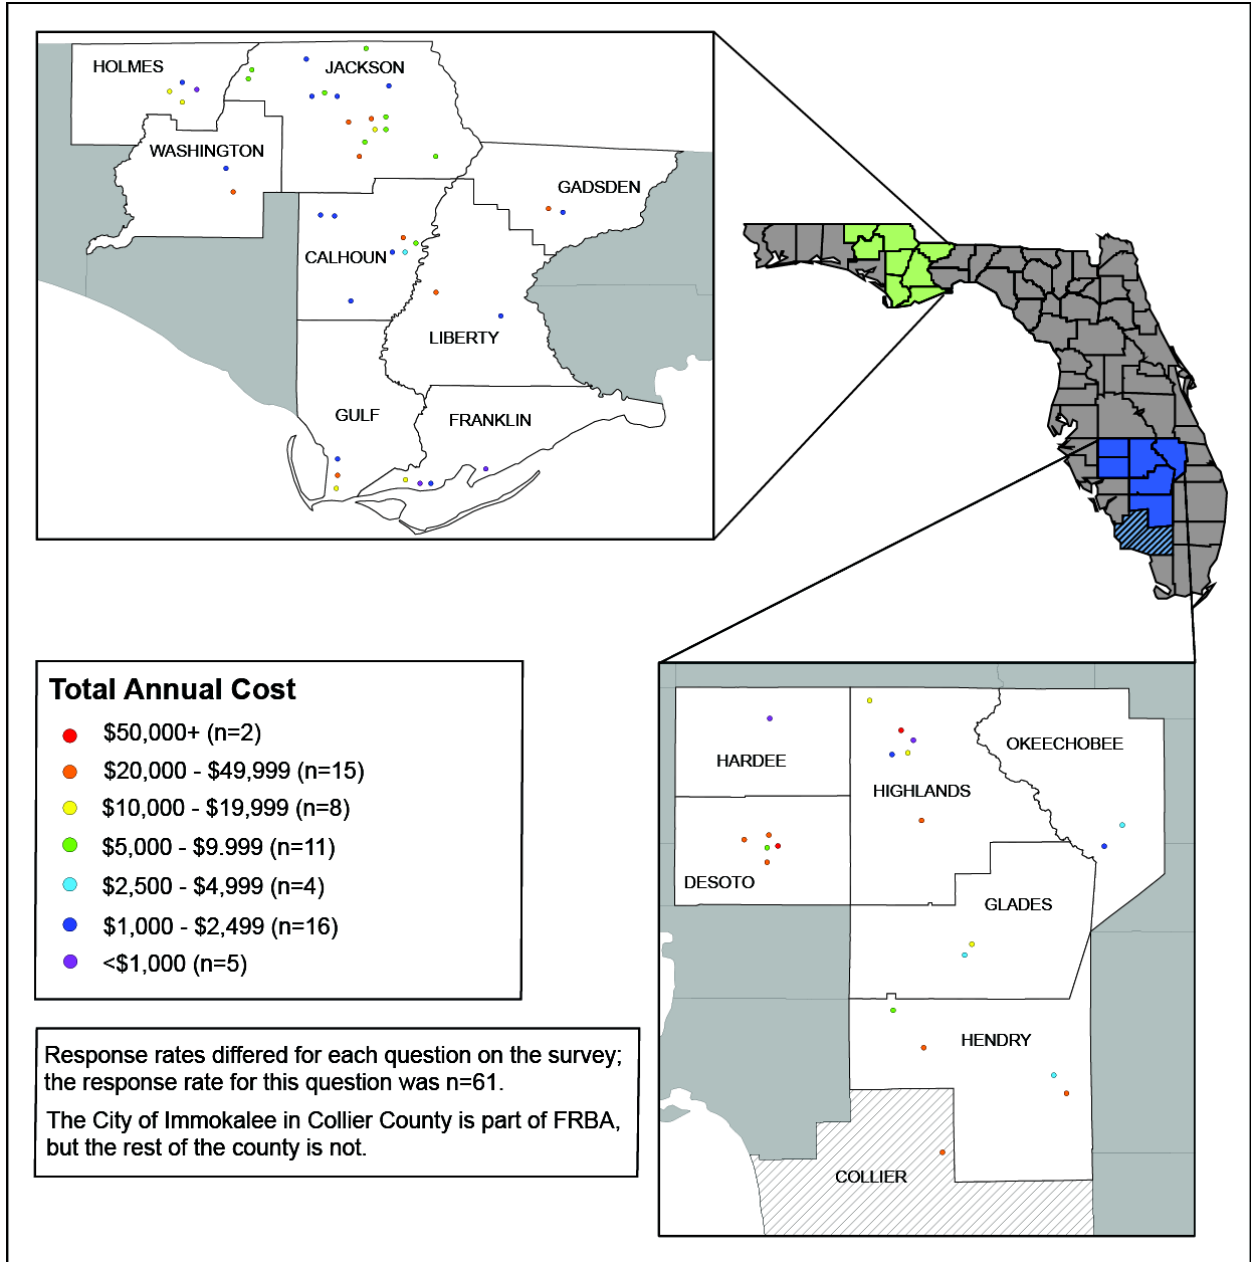 HOLMES
JACKSON
WASHINGTON
GADSDEN
CALHOUN
LIBERTY
GULF
FRANKLIN
Total Annual Cost
$50,000+ (n=2)
$20,000 - $49,999 (n=15)
$10,000 - $19,999 (n=8)
$5,000 - $9.999 (n=11)
$2,500 - $4,999 (n=4)
$1,000 - $2,499 (n=16)
<$1,000 (n=5)
Response rates differed for each question on the survey;
the response rate for this question was n=61.
The City of Immokalee in Collier County is part of FRBA,
but the rest of the county is not.
HARDEE
OKEECHOBEE
HIGHLANDS
DESOTO
GLADES
HENDRY
COLLIER